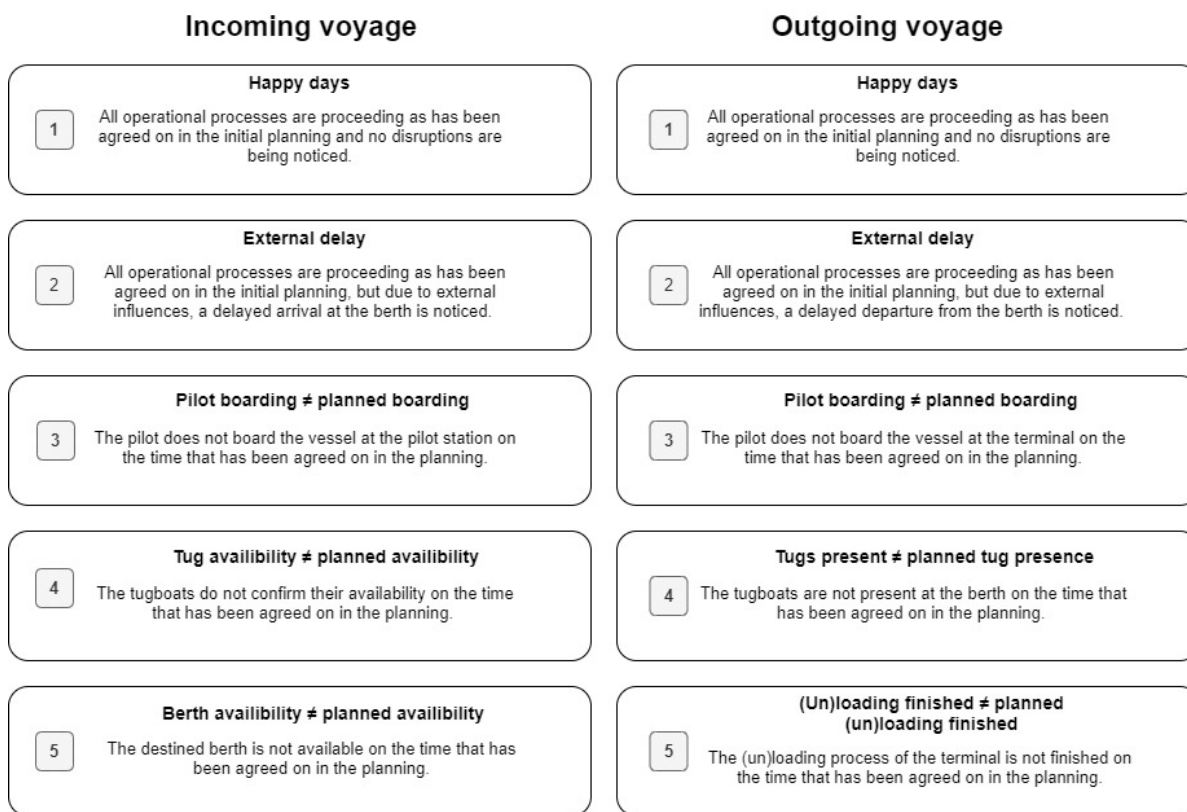 Incoming voyage
Happy days
1
All operational processes are proceeding as has been
agreed on in the initial planning and no disruptions are
being noticed.
External delay
2
All operational processes are proceeding as has been
agreed on in the initial planning, but due to external
influences, a delayed arrival at the berth is noticed.
Pilot boarding ≠ planned boarding
3
The pilot does not board the vessel at the pilot station on
the time that has been agreed on in the planning.
Tug availibility ≠ planned availibility
4
The tugboats do not confirm their availability on the time
that has been agreed on in the planning.
Berth availibility ≠ planned availibility
5
The destined berth is not available on the time that has
been agreed on in the planning.
Outgoing voyage
Happy days
1
All operational processes are proceeding as has been
agreed on in the initial planning and no disruptions are
being noticed.
External delay
2
All operational processes are proceeding as has been
agreed on in the initial planning, but due to external
influences, a delayed departure from the berth is noticed.
Pilot boarding ≠ planned boarding
3
The pilot does not board the vessel at the terminal on the
time that has been agreed on in the planning.
Tugs present ≠ planned tug presence
4
The tugboats are not present at the berth on the time that
has been agreed on in the planning.
(Un)loading finished ≠ planned
(un)loading finished
5
The (un)loading process of the terminal is not finished on
the time that has been agreed on in the planning.